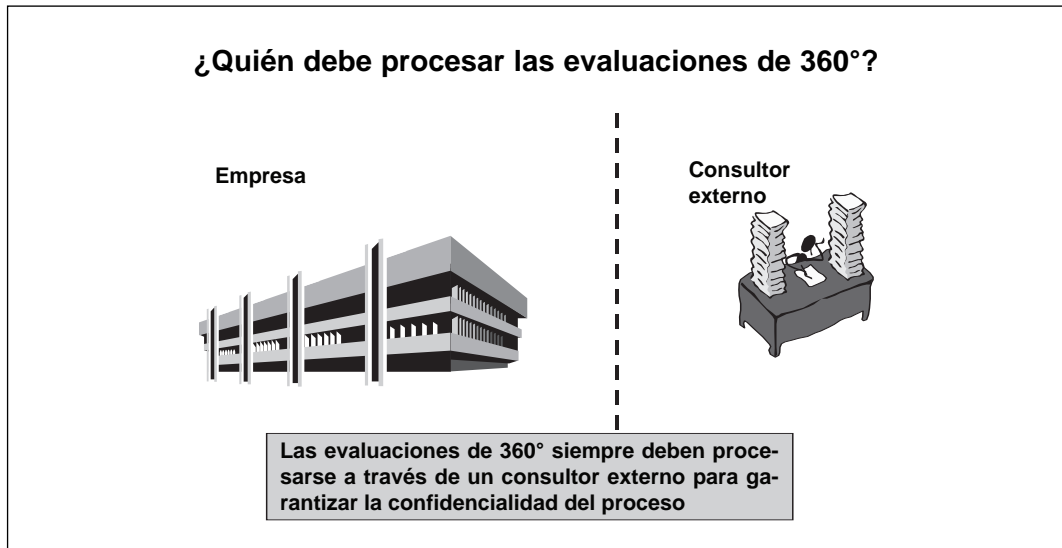 ¿Quién debe procesar las evaluaciones de 360°?
Empresa
Consultor
externo
Las evaluaciones de 360° siempre deben proce-
sarse a través de un consultor externo para ga-
rantizar la confidencialidad del proceso